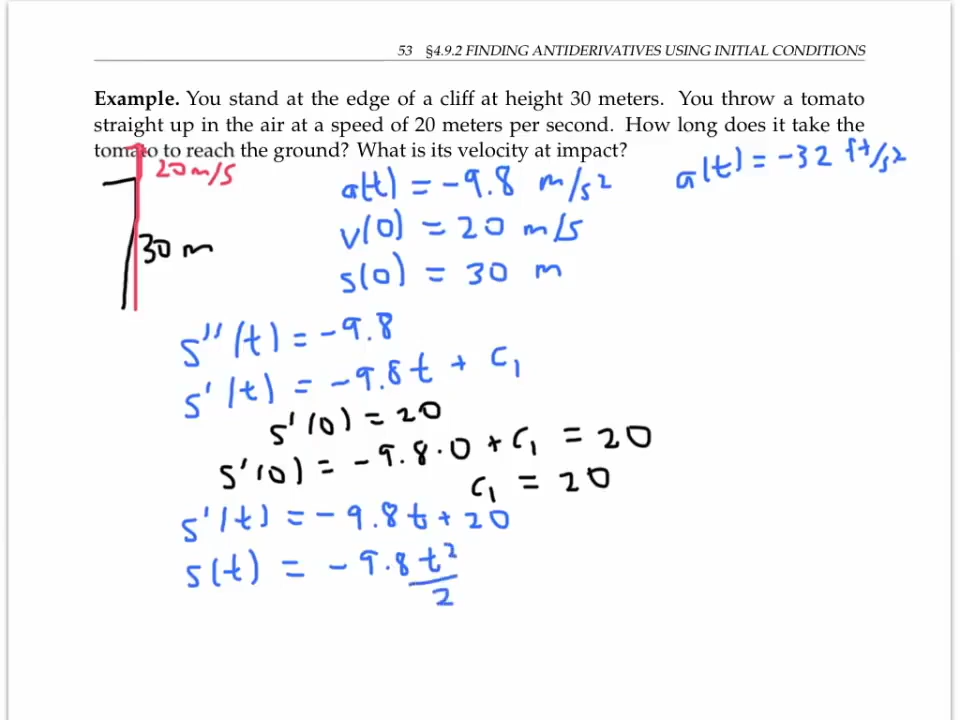 53 §4.9.2 FINDING ANTIDERIVATIVES USING INITIAL CONDITIONS
Example. You stand at the edge of a cliff at height 30 meters. You throw a tomato
straight up in the air at a speed of 20 meters per second. How long does it take the
tomato to reach the ground? What is its velocity at impact?
a(t) = -32 ft/s²
20 m/s
a(t) = -9.8 m/s²
v(0) = 20 m/s
30 m
s(0) = 30 m
s''(t) = -9.8
s'(t) = -9.8t + c₁
s'(0) = 20
s'(0) = -9.8·0 + c₁ = 20
c₁ = 20
s'(t) = -9.8t + 20
s(t) = -9.8 t²/2